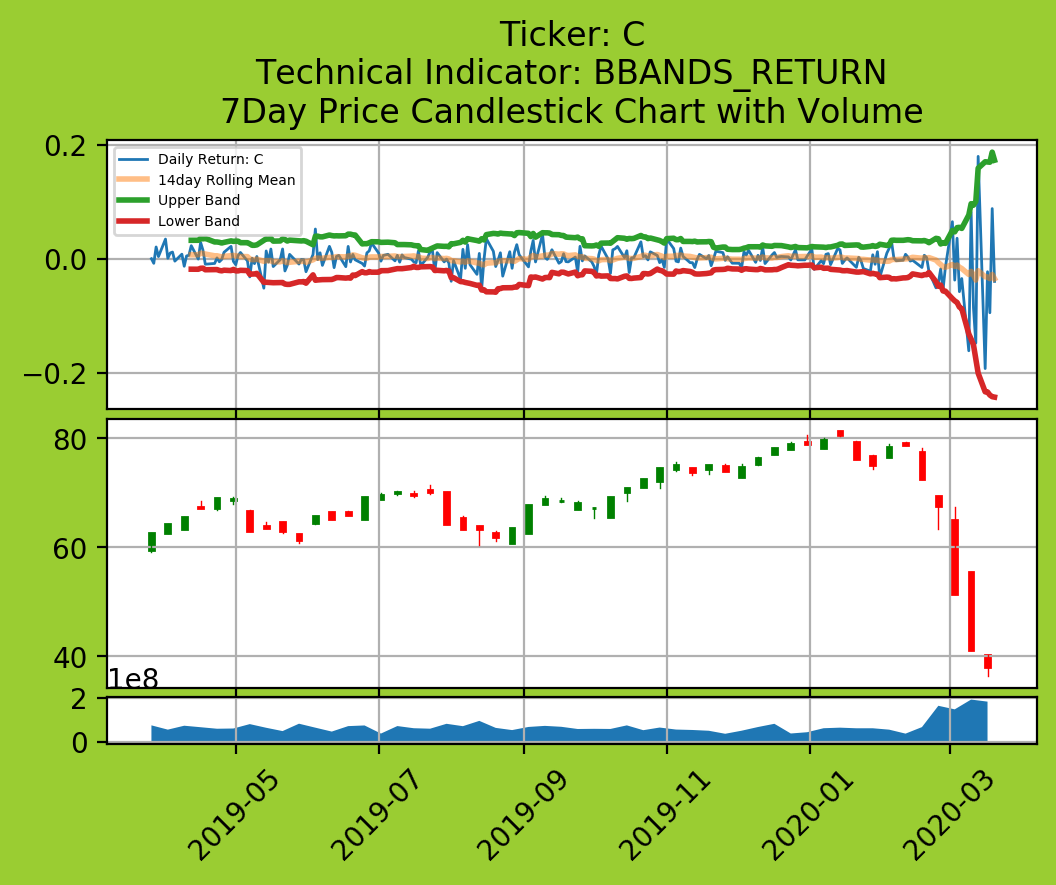 Ticker: C
Technical Indicator: BBANDS_RETURN
7Day Price Candlestick Chart with Volume
0.2
0.0
−0.2
Daily Return: C
14day Rolling Mean
Upper Band
Lower Band
80
60
40
1e8
2
0
2019-05
2019-07
2019-09
2019-11
2020-01
2020-03